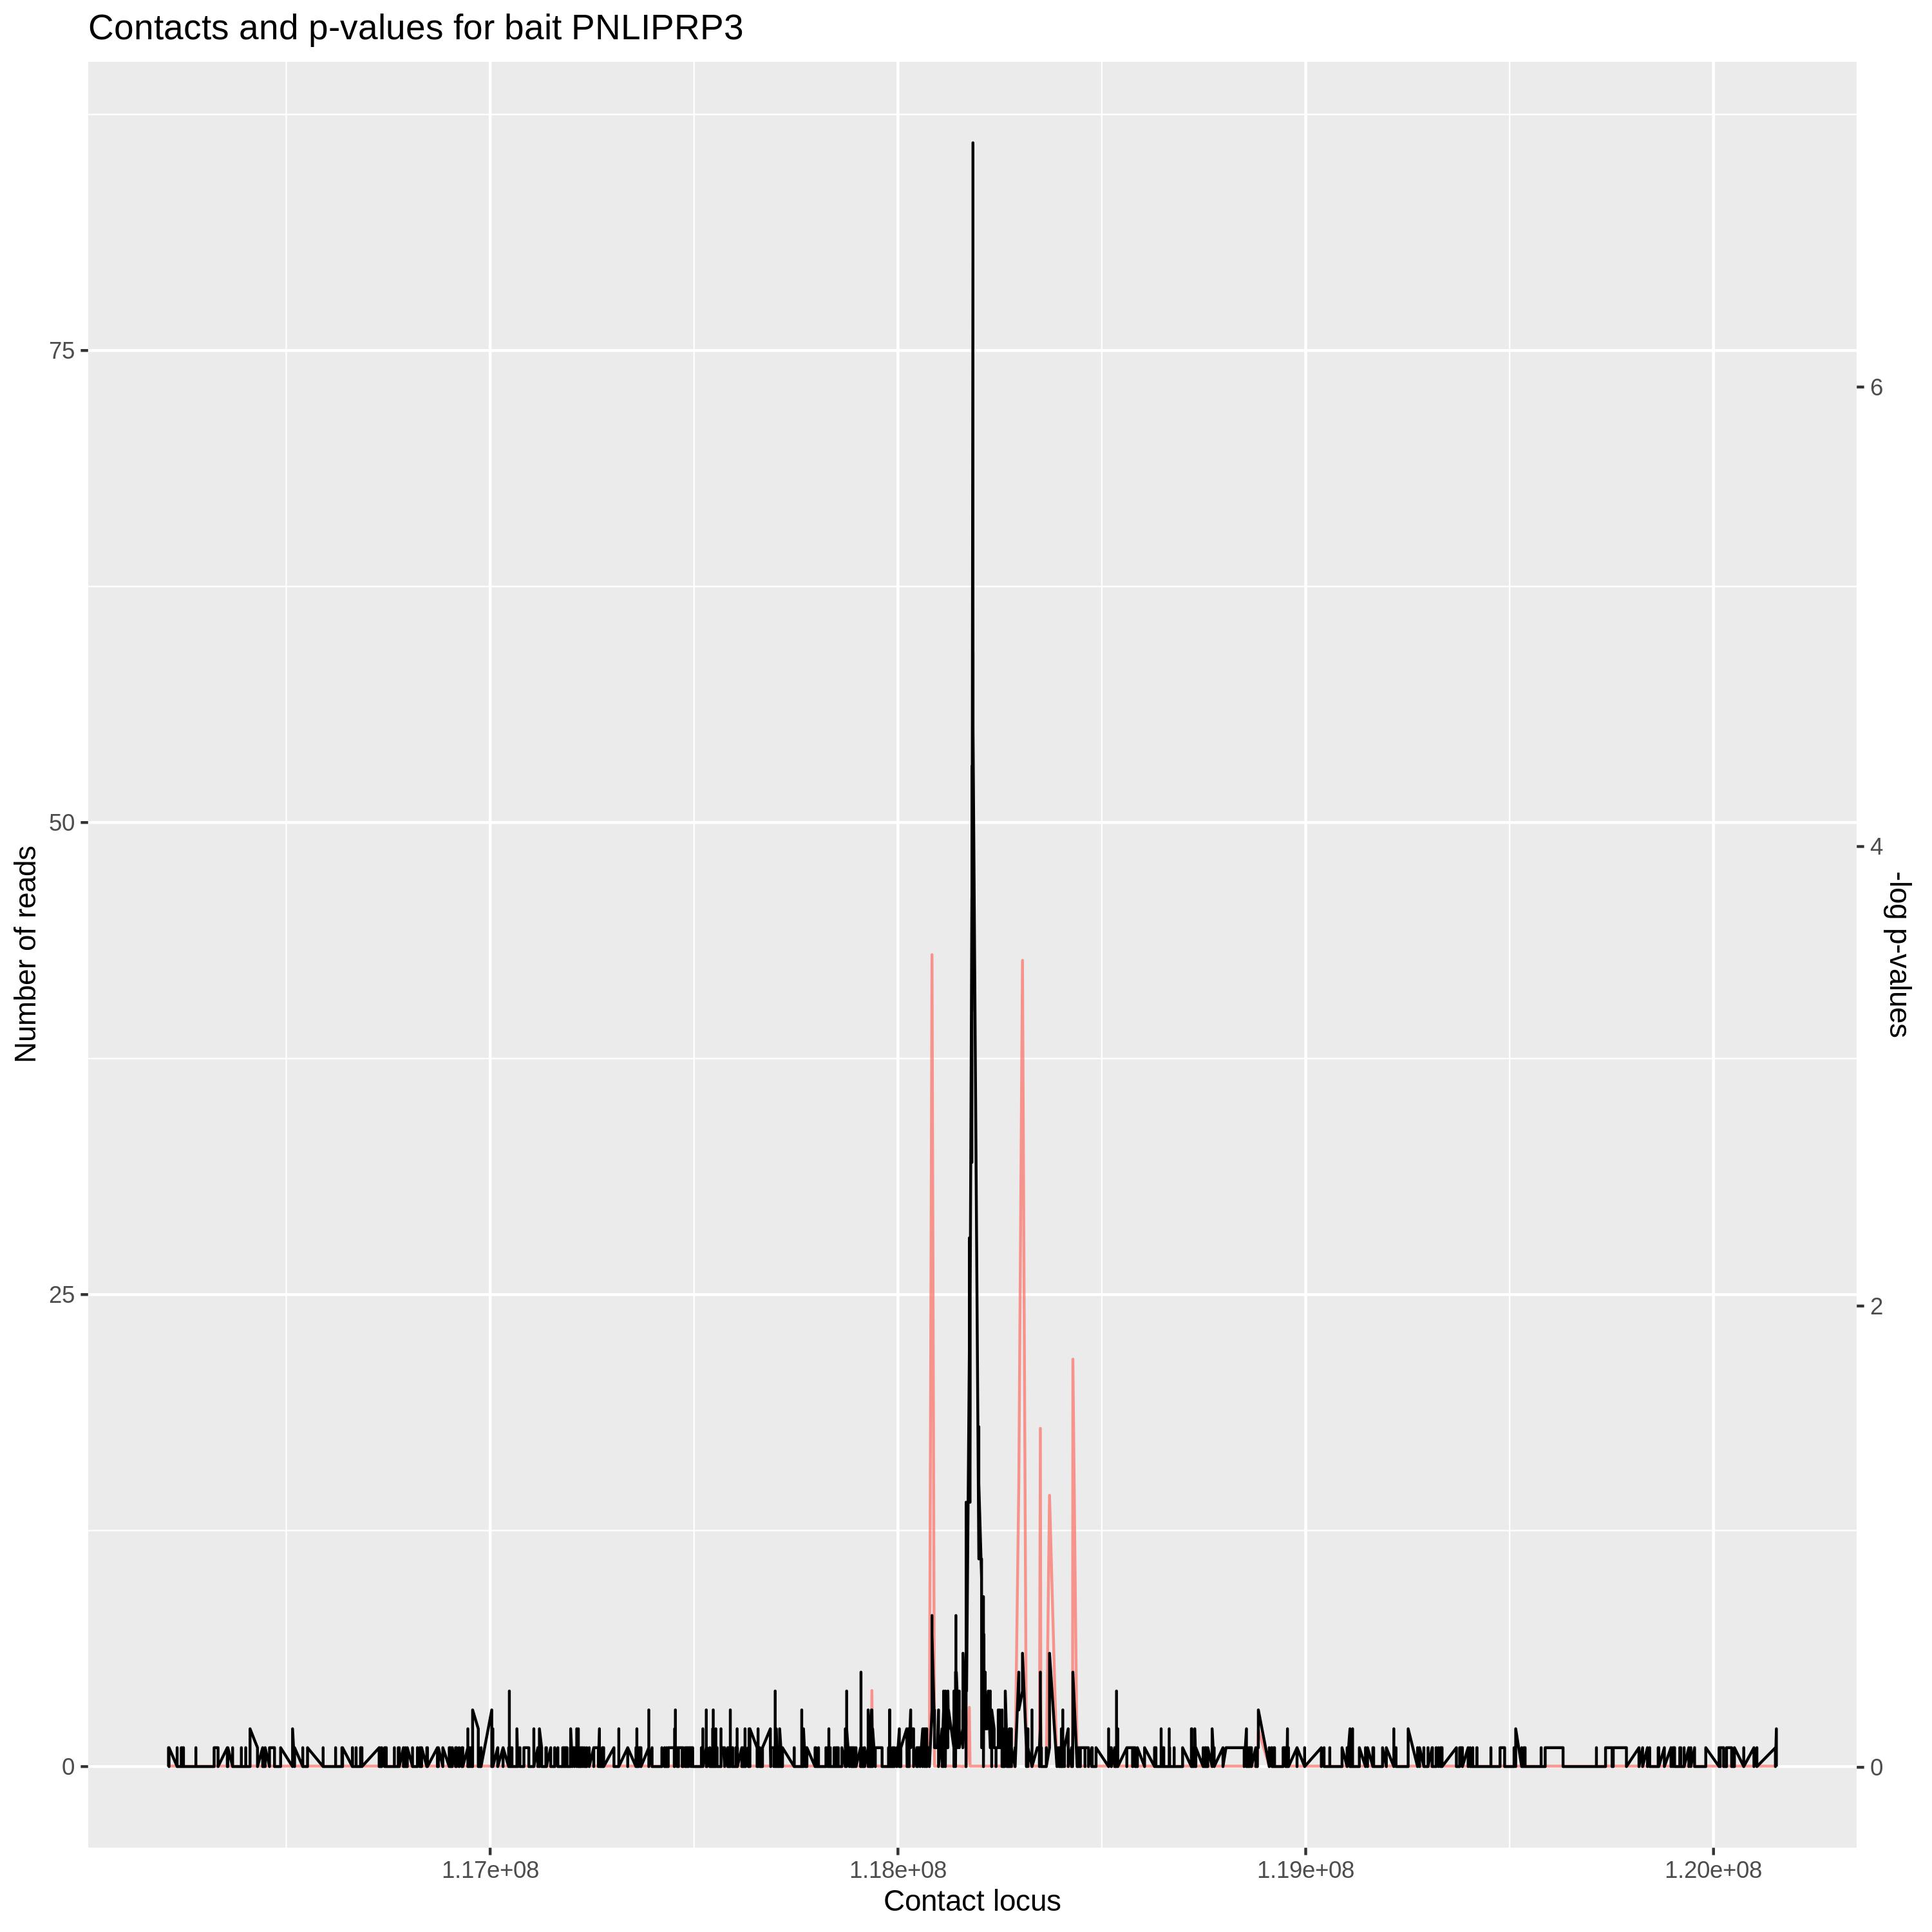 Contacts and p-values for bait PNLIPRP3
75
50
25
0
Number of reads
6
4
2
0
-log p-values
1.17e+08
1.18e+08
1.19e+08
1.20e+08
Contact locus